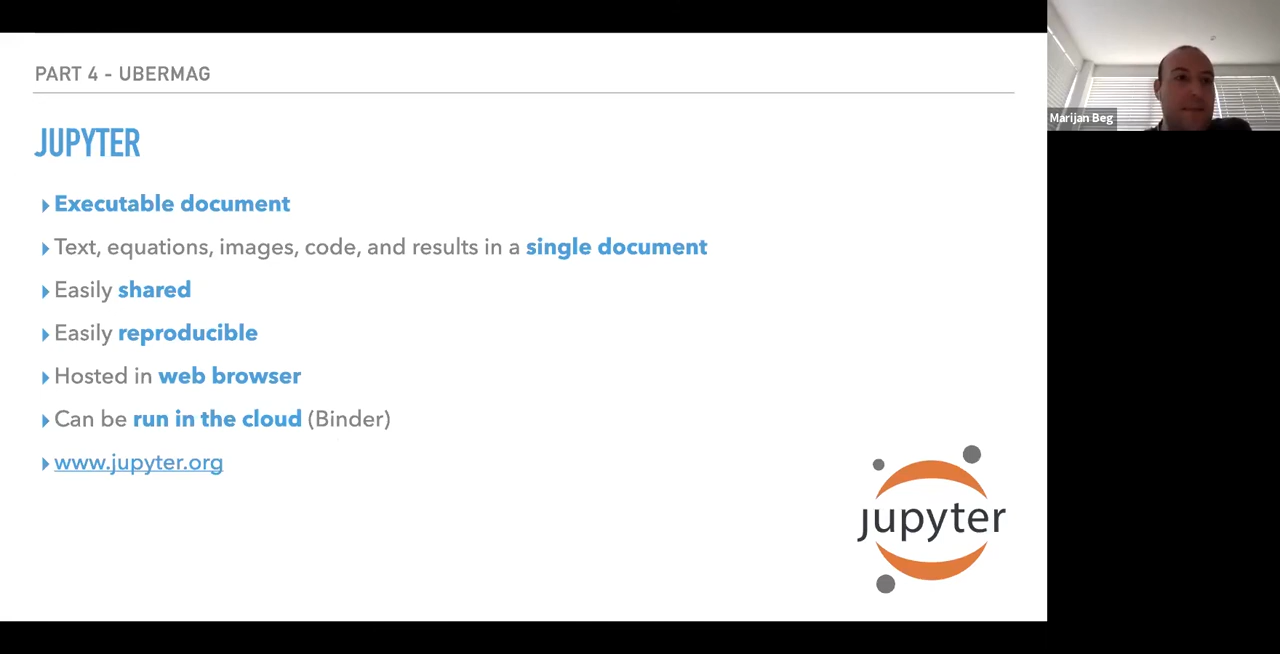 PART 4 - UBERMAG
JUPYTER
Executable document
Text, equations, images, code, and results in a single document
Easily shared
Easily reproducible
Hosted in web browser
Can be run in the cloud (Binder)
www.jupyter.org
jupyter
Marijan Beg